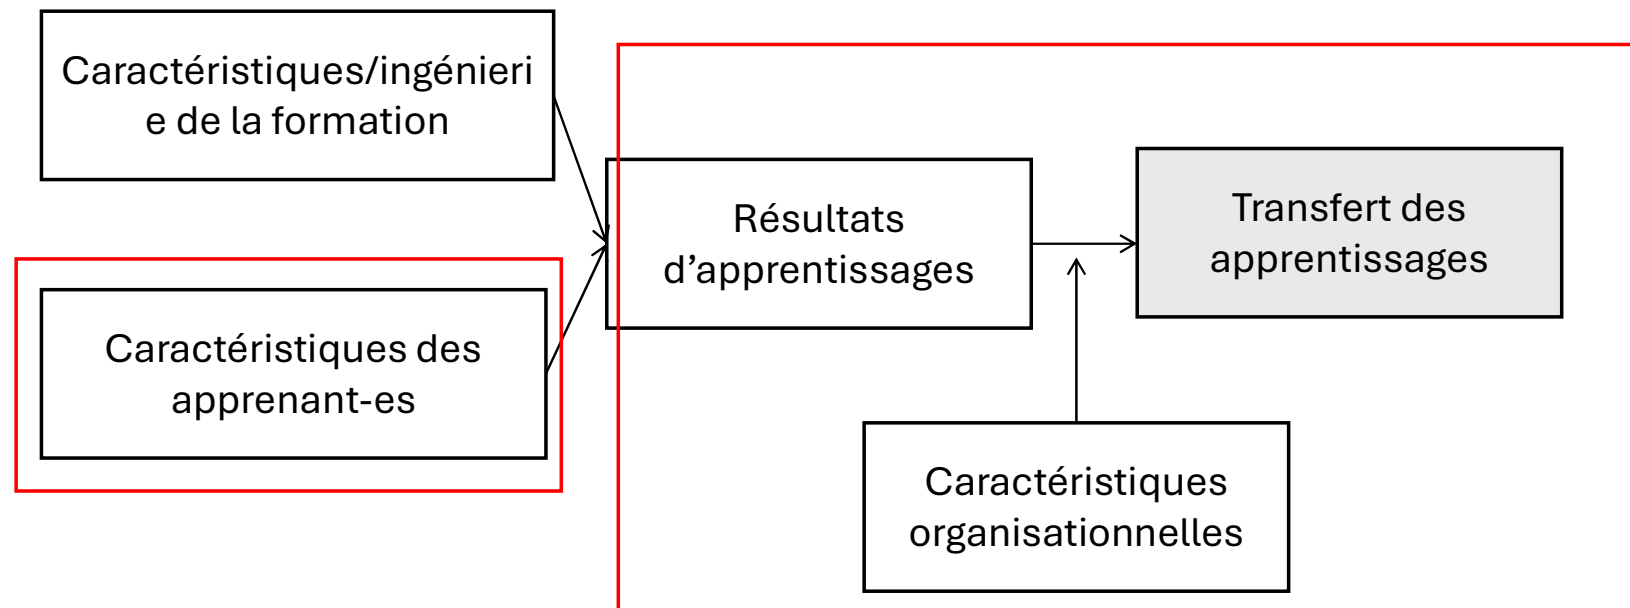 Caractéristiques/ingénieri
e de la formation
Résultats
d’apprentissages
Transfert des
apprentissages
Caractéristiques des
apprenant-es
Caractéristiques
organisationnelles